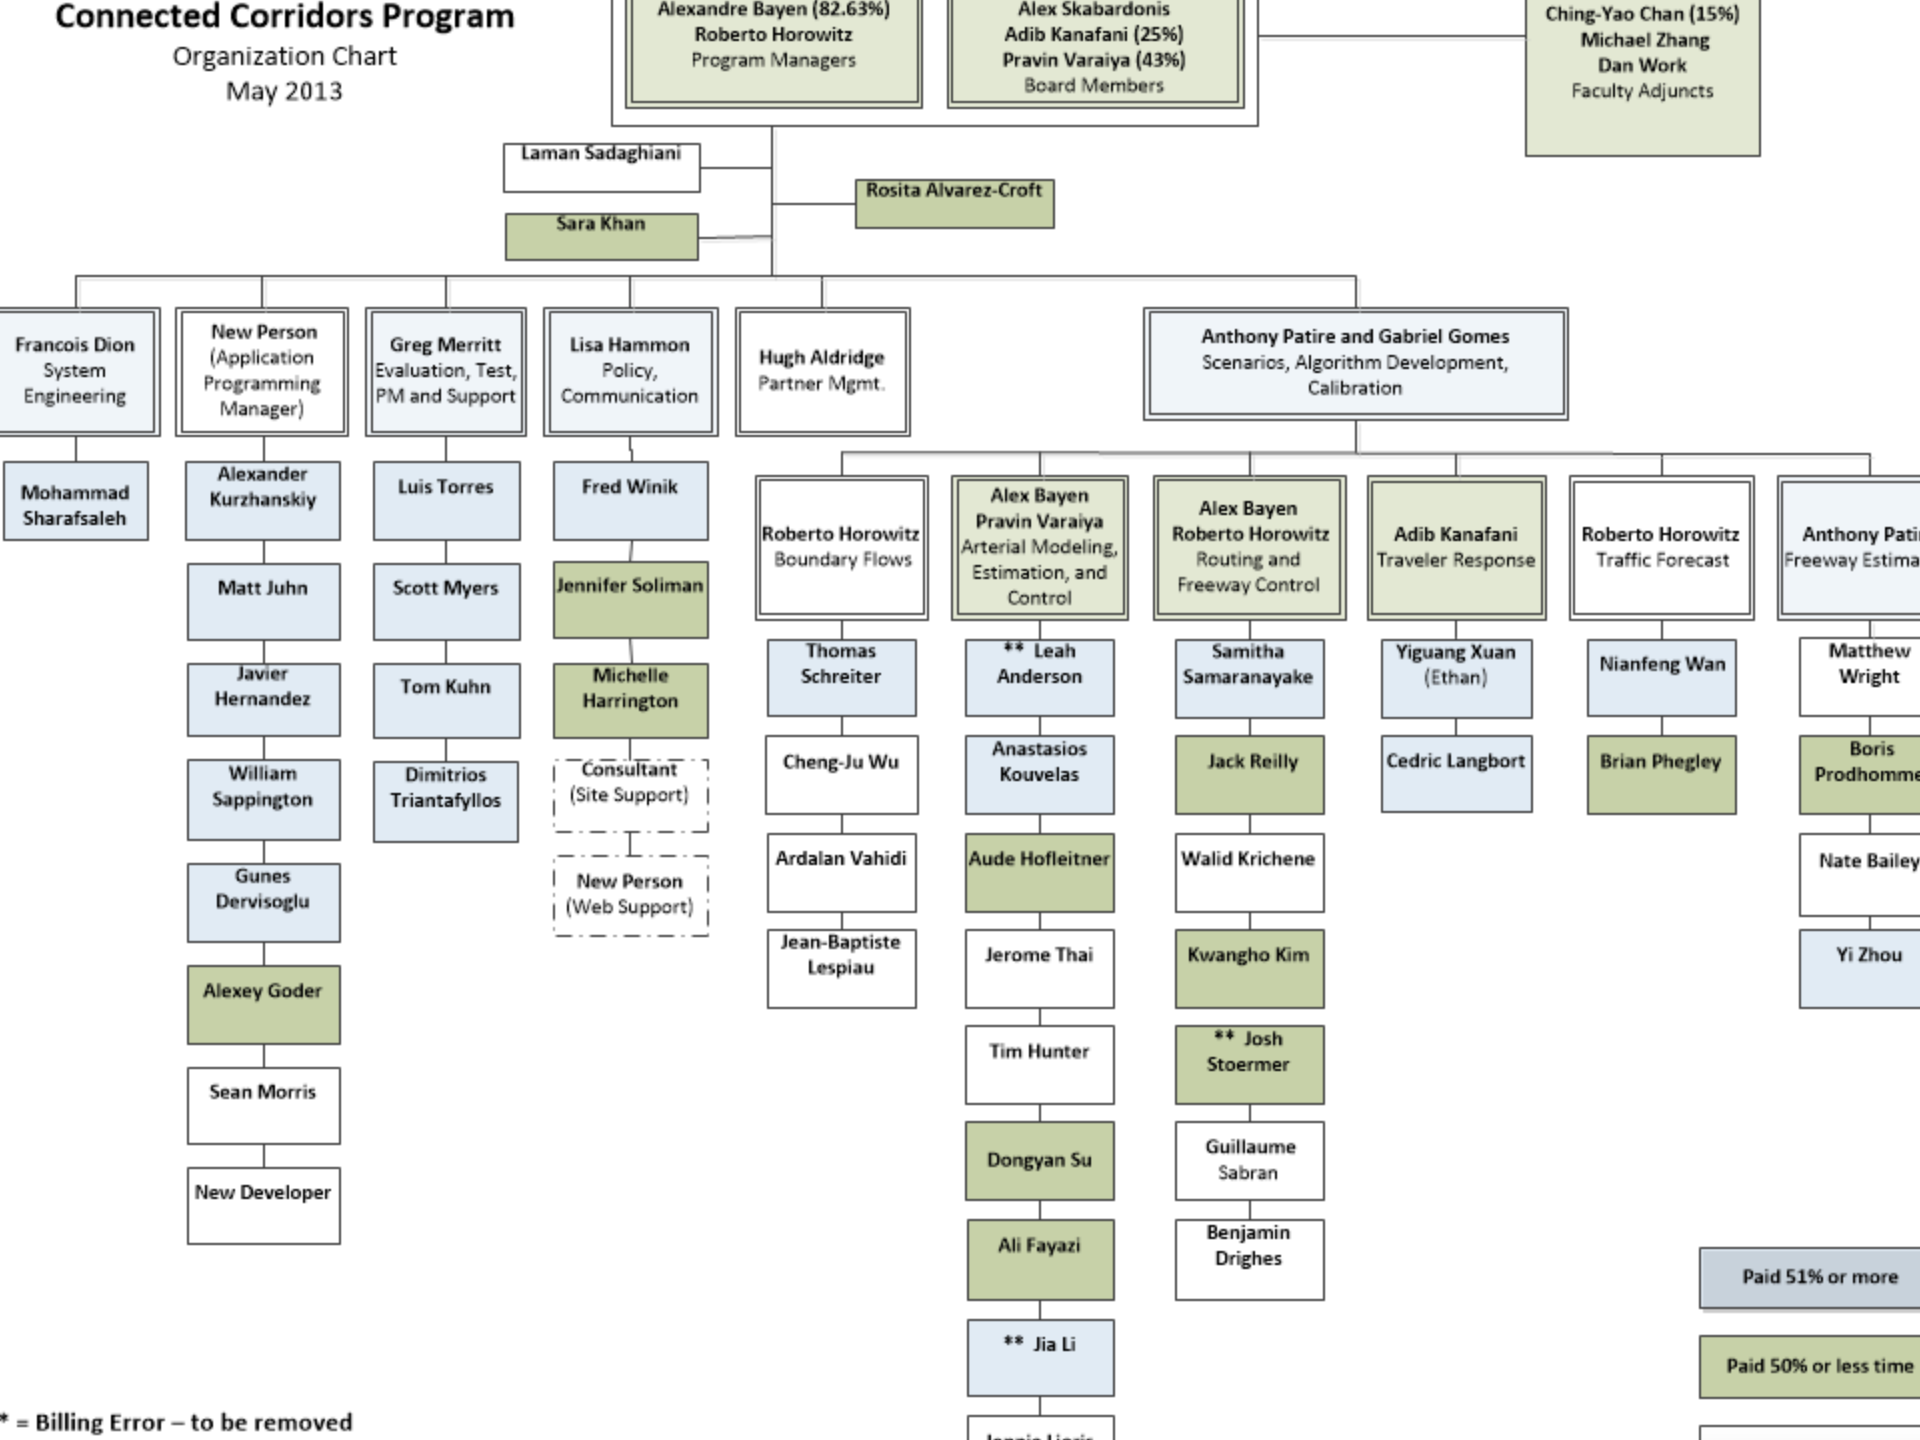 Connected Corridors Program
Organization Chart
May 2013
Alexandre Bayen (82.63%)
Roberto Horowitz
Program Managers
Alex Skabardonis
Adib Kanafani (25%)
Pravin Varaiya (43%)
Board Members
Ching-Yao Chan (15%)
Michael Zhang
Dan Work
Faculty Adjuncts
Laman Sadaghiani
Rosita Alvarez-Croft
Sara Khan
Francois Dion
System
Engineering
New Person
(Application
Programming
Manager)
Greg Merritt
Evaluation, Test,
PM and Support
Lisa Hammon
Policy,
Communication
Hugh Aldridge
Partner Mgmt.
Anthony Patire and Gabriel Gomes
Scenarios, Algorithm Development,
Calibration
Mohammad
Sharafsaleh
Alexander
Kurzhanskiy
Matt Juhn
Javier
Hernandez
William
Sappington
Gunes
Dervisoglu
Alexey Goder
Sean Morris
New Developer
Luis Torres
Scott Myers
Tom Kuhn
Dimitrios
Triantafyllos
Fred Winik
Jennifer Soliman
Michelle
Harrington
Consultant
(Site Support)
New Person
(Web Support)
Roberto Horowitz
Boundary Flows
Thomas
Schreiter
Cheng-Ju Wu
Ardalan Vahidi
Jean-Baptiste
Lespiau
Alex Bayen
Pravin Varaiya
Arterial Modeling,
Estimation, and
Control
** Leah
Anderson
Anastasios
Kouvelas
Aude Hofleitner
Jerome Thai
Tim Hunter
Dongyan Su
Ali Fayazi
** Jia Li
Alex Bayen
Roberto Horowitz
Routing and
Freeway Control
Samitha
Samaranayake
Jack Reilly
Walid Krichene
Kwangho Kim
** Josh
Stoermer
Guillaume
Sabran
Benjamin
Drighes
Adib Kanafani
Traveler Response
Yiguang Xuan
(Ethan)
Cedric Langbort
Roberto Horowitz
Traffic Forecast
Nianfeng Wan
Brian Phegley
Anthony Pati
Freeway Estima
Matthew
Wright
Boris
Prodhomme
Nate Bailey
Yi Zhou
Paid 51% or more
Paid 50% or less time
* = Billing Error – to be removed